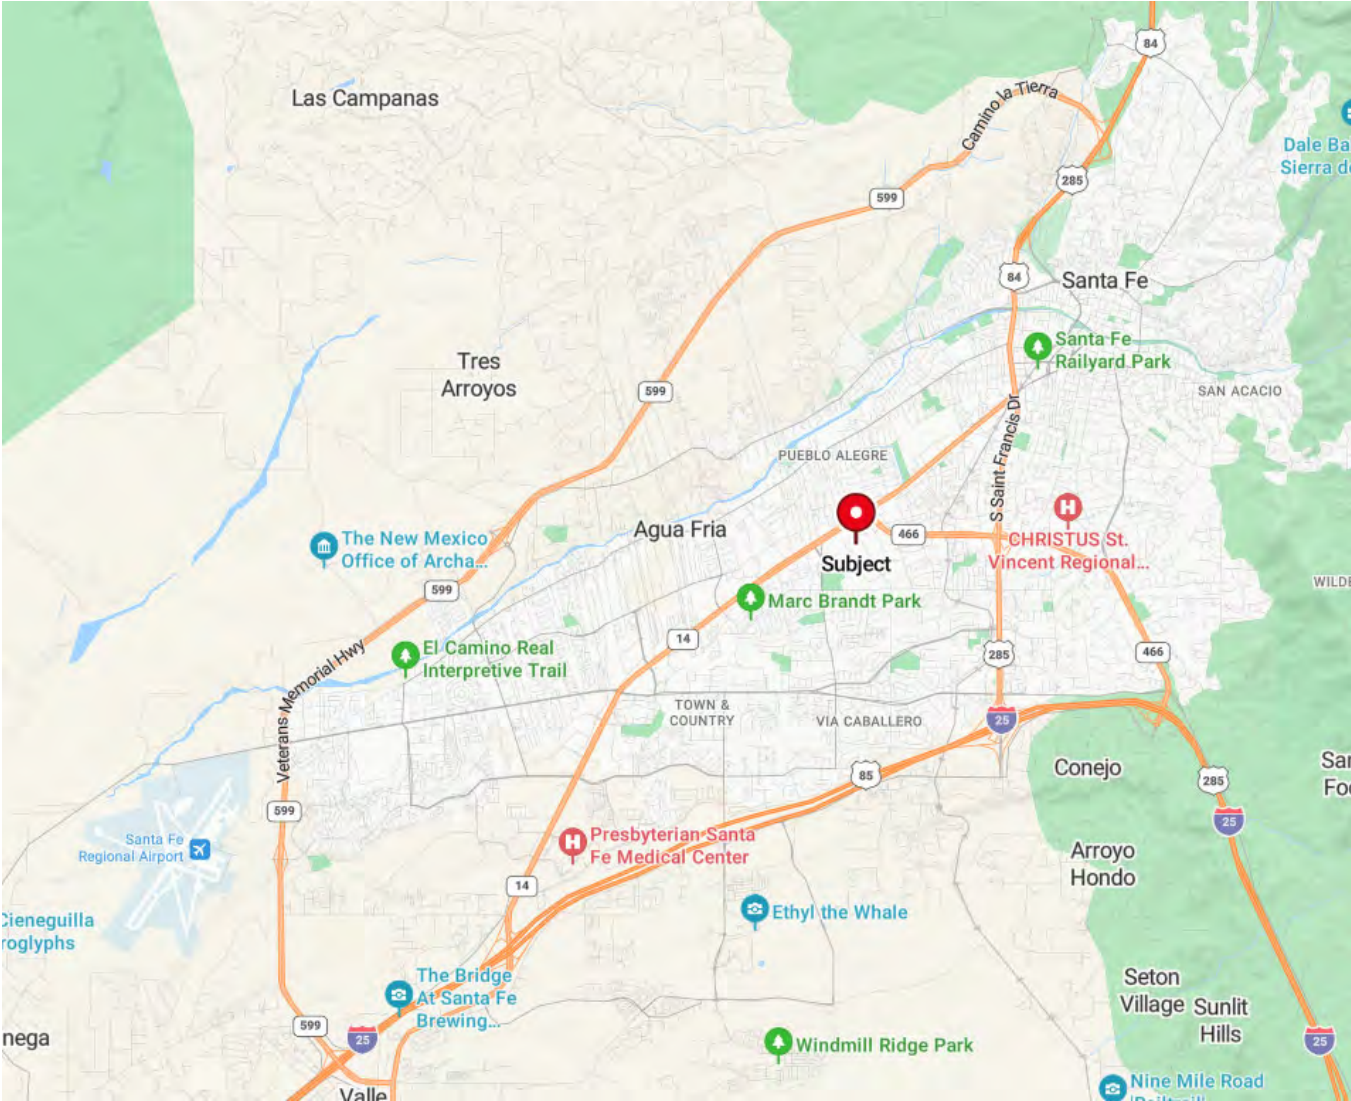 84
Las Campanas
Camino la Tierra
Dale Ba
Sierra d
285
599
84
Santa Fe
Santa Fe
Railyard Park
Tres
Arroyos
599
SAN ACACIO
S Saint Francis Dr
PUEBLO ALEGRE
Agua Fria
466
CHRISTUS St.
Vincent Regional...
The New Mexico
Office of Archa...
Subject
599
Marc Brandt Park
WILDE
14
El Camino Real
Interpretive Trail
285
466
Veterans Memorial Hwy
TOWN &
COUNTRY
VIA CABALLERO
25
Conejo
85
285
Sar
Foo
599
25
Santa Fe
Regional Airport
Presbyterian Santa
Fe Medical Center
Arroyo
Hondo
14
Cieneguilla
roglyphs
Ethyl the Whale
The Bridge
At Santa Fe
Brewing...
Seton
Village
Sunlit
Hills
599
25
nega
25
Windmill Ridge Park
Valle
Nine Mile Road